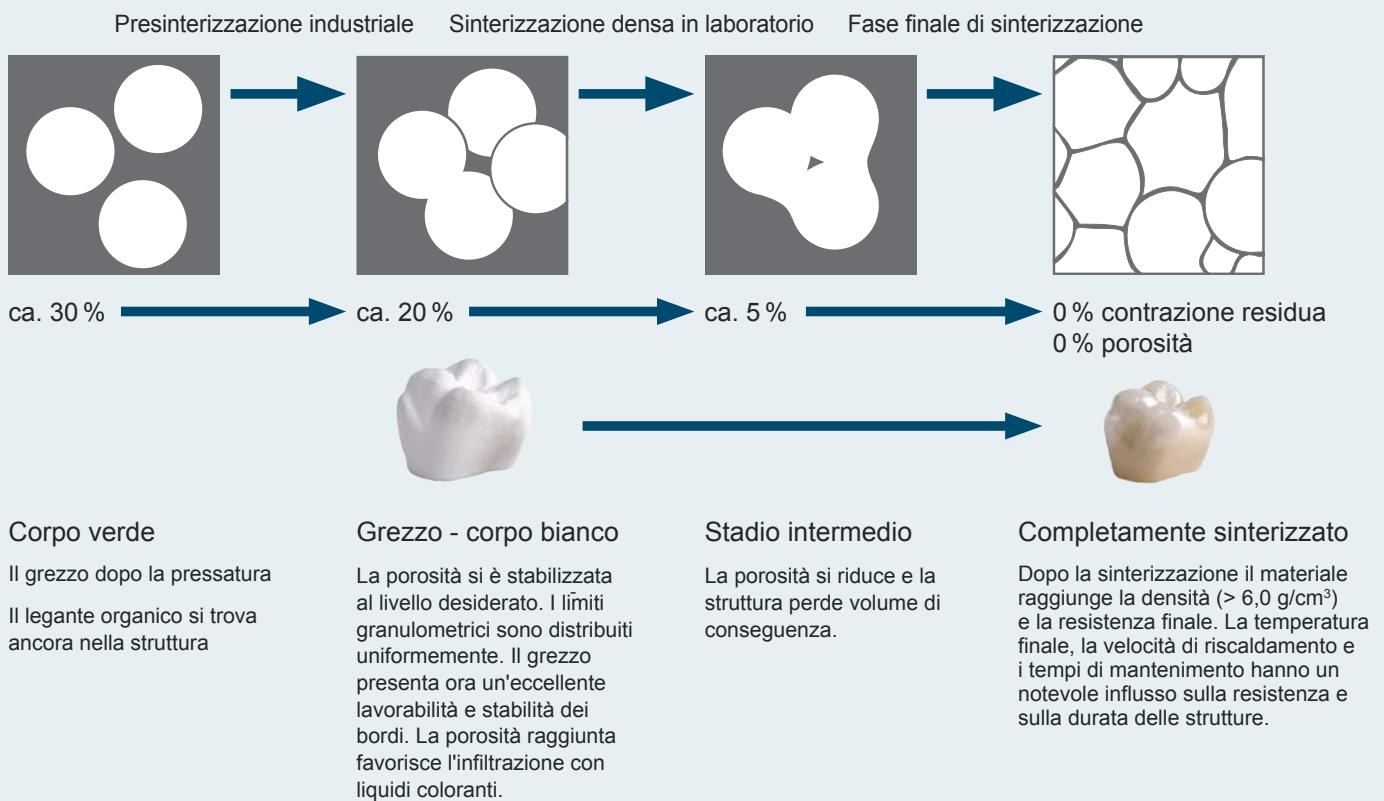 Presinterizzazione industriale
Sinterizzazione densa in laboratorio
Fase finale di sinterizzazione
ca. 30 %
ca. 20 %
ca. 5 %
0 % contrazione residua
0 % porosità
Corpo verde
Il grezzo dopo la pressatura
Il legante organico si trova
ancora nella struttura
Grezzo - corpo bianco
La porosità si è stabilizzata
al livello desiderato. I lim̄iti
granulometrici sono distribuiti
uniformemente. Il grezzo
presenta ora un'eccellente
lavorabilità e stabilità dei
bordi. La porosità raggiunta
favorisce l'infiltrazione con
liquidi coloranti.
Stadio intermedio
La porosità si riduce e la
struttura perde volume di
conseguenza.
Completamente sinterizzato
Dopo la sinterizzazione il materiale
raggiunge la densità (> 6,0 g/cm³)
e la resistenza finale. La temperatura
finale, la velocità di riscaldamento e
i tempi di mantenimento hanno un
notevole influsso sulla resistenza e
sulla durata delle strutture.